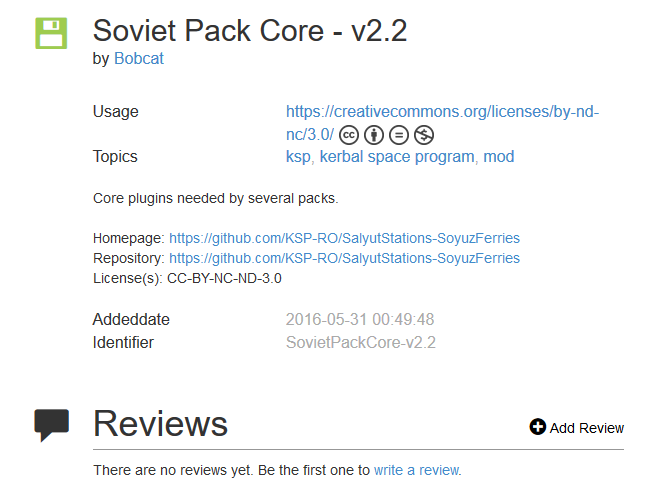 Soviet Pack Core - v2.2
by Bobcat
Usage https://creativecommons.org/licenses/by-nd-
nc/3.0/
Topics ksp, kerbal space program, mod
Core plugins needed by several packs.
Homepage: https://github.com/KSP-RO/SalyutStations-SoyuzFerries
Repository: https://github.com/KSP-RO/SalyutStations-SoyuzFerries
License(s): CC-BY-NC-ND-3.0
Addeddate 2016-05-31 00:49:48
Identifier SovietPackCore-v2.2
Reviews
Add Review
There are no reviews yet. Be the first one to write a review.